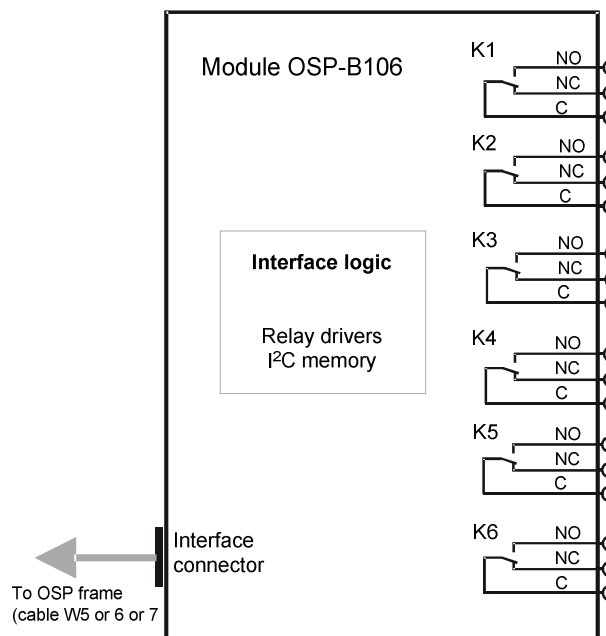 Module OSP-B106
K1
NO
NC
C
K2
NO
NC
C
K3
NO
NC
C
K4
NO
NC
C
K5
NO
NC
C
K6
NO
NC
C
Interface logic
Relay drivers
I²C memory
Interface
connector
To OSP frame
(cable W5 or 6 or 7